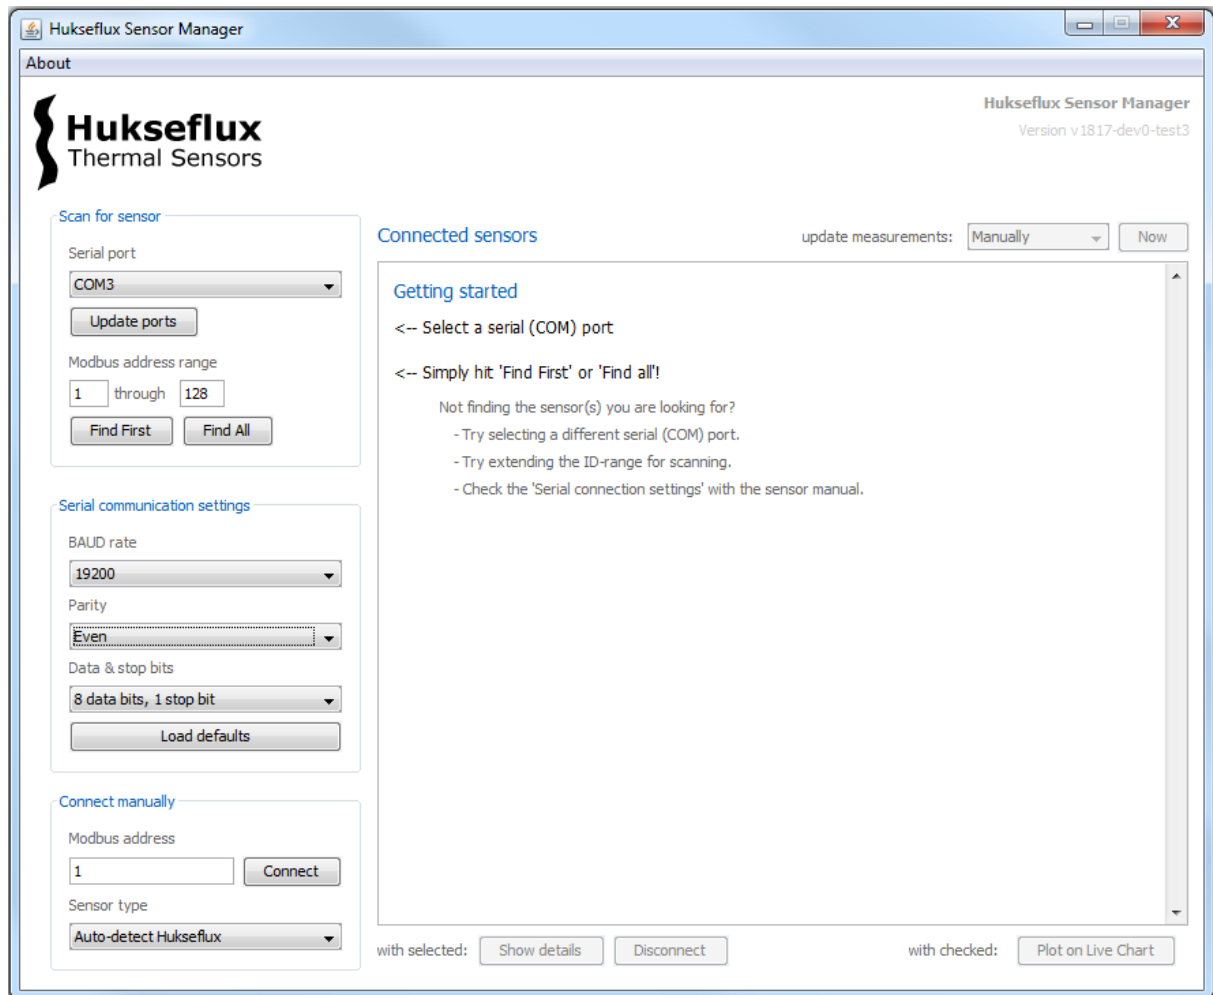 Hukseflux Sensor Manager
About
Hukseflux
Thermal Sensors
Hukseflux Sensor Manager
Version v1817-dev0-test3
Scan for sensor
Serial port
COM3
Update ports
Modbus address range
1 through 128
Find First Find All
Serial communication settings
BAUD rate
19200
Parity
Even
Data & stop bits
8 data bits, 1 stop bit
Load defaults
Connect manually
Modbus address
1 Connect
Sensor type
Auto-detect Hukseflux
Connected sensors update measurements: Manually Now
Getting started
<-- Select a serial (COM) port
<-- Simply hit 'Find First' or 'Find all'!
Not finding the sensor(s) you are looking for?
- Try selecting a different serial (COM) port.
- Try extending the ID-range for scanning.
- Check the 'Serial connection settings' with the sensor manual.
with selected: Show details Disconnect with checked: Plot on Live Chart